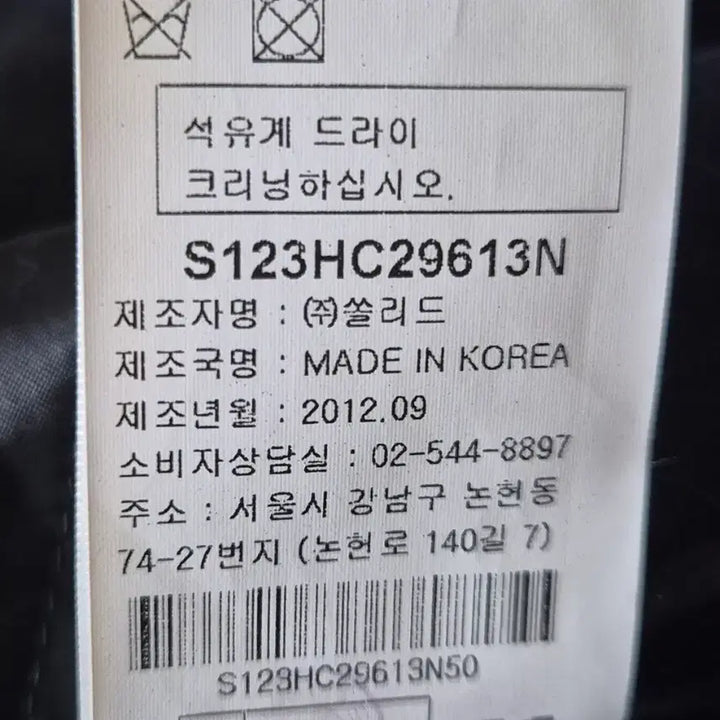 석유계 드라이
크리닝하십시오.
S123HC29613N
제조자명 : ㈜쏠리드
제조국명 : MADE IN KOREA
제조년월 : 2012.09
소비자상담실 : 02-544-8897
주소 : 서울시 강남구 논현동
74-27번지 (논현로 140길 7)
S123HC29613N50